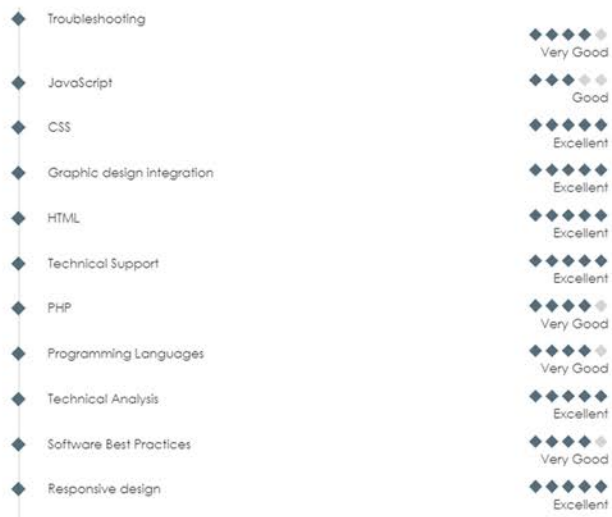 Troubleshooting
Very Good
JavaScript
Good
CSS
Excellent
Graphic design integration
Excellent
HTML
Excellent
Technical Support
Excellent
PHP
Very Good
Programming Languages
Very Good
Technical Analysis
Excellent
Software Best Practices
Very Good
Responsive design
Excellent